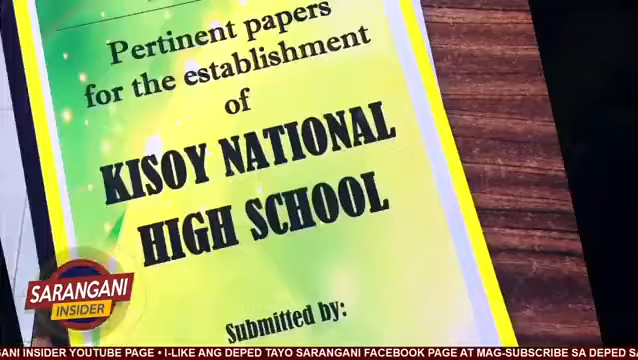 Pertinent papers
for the establishment
of
KISOY NATIONAL
HIGH SCHOOL
Submitted by:
SARANGANI
INSIDER
ANI INSIDER YOUTUBE PAGE • I-LIKE ANG DEPED TAYO SARANGANI FACEBOOK PAGE AT MAG-SUBSCRIBE SA DEPED SA